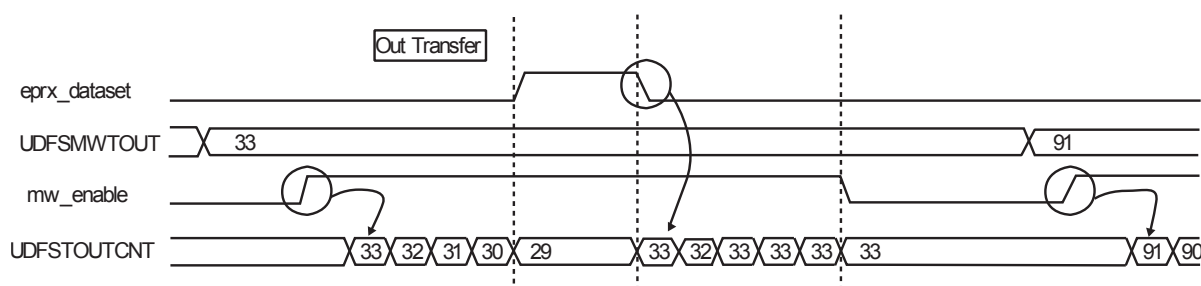 Out Transfer
eprx_dataset
UDFSMWTOUT 33 91
mw_enable
UDFSTOUTCNT 33 32 31 30 29 33 32 33 33 33 33 91 90